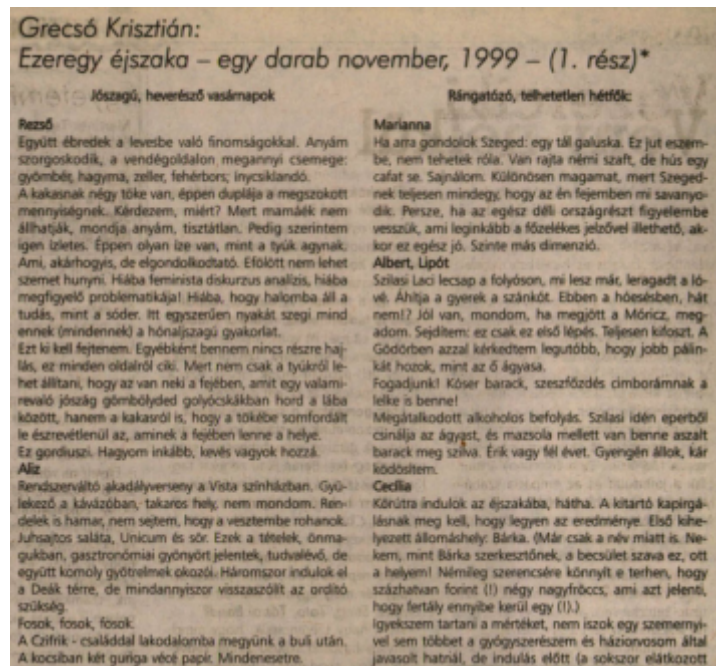 Grecsó Krisztián:
Ezeregy éjszaka – egy darab november, 1999 – (1. rész)*
Jószagú, heverésző vasárnapok
Rezső
Együtt ébredek a levesbe való finomságokkal. Anyám
szorgoskodik, a vendégoldalon megannyi csemege:
gyömbér, hagyma, zeller, fehérbors; ínycsiklandó.
A kakasnak négy töke van, éppen duplája a megszokott
mennyiségnek. Kérdezem, miért? Mert mamáék nem
állhatják, mondja anyám, tisztátlan. Pedig szerintem
igen ízletes. Éppen olyan íze van, mint a tyúk agynak.
Ami, akárhogyis, de elgondolkodtató. Efölött nem lehet
szemet hunyni. Hiába feminista diskurzus analízis, hiába
megfigyelő problematikája! Hiába, hogy halomba áll a
tudás, mint a sóder. Itt egyszerűen nyakát szegi mind
ennek (mindennek) a hónaljszagú gyakorlat.
Ezt ki kell fejtenem. Egyébként bennem nincs részre haj-
lás, ez minden oldalról ciki. Mert nem csak a tyúkról le-
het állítani, hogy az van neki a fejében, amit egy valami-
revaló jószág gömbölyded golyócskákban hord a lába
között, hanem a kakasról is, hogy a tökébe somfordált
le észrevétlenül az, aminek a fejében lenne a helye.
Ez gordiuszi. Hagyom inkább, kevés vagyok hozzá.
Aliz
Rendszerváltó akadályverseny a Vista színházban. Gyü-
lekező a kávázóban, takaros hely, nem mondom. Ren-
delek is hamar, nem sejtem, hogy a vesztembe rohanok.
Juhsajtos saláta, Unicum és sör. Ezek a tételek, önma-
gukban, gasztronómiai gyönyört jelentek, tudvalévő, de
együtt komoly gyötrelmek okozói. Háromszor indulok el
a Deák térre, de mindannyiszor visszaszólít az ordító
szükség.
Fosok, fosok, fosok.
A Czifrik - családdal lakodalomba megyünk a buli után.
A kocsiban két guriga vécé papír. Mindenesetre.
Rángatózó, telhetetlen hétfők:
Marianna
Ha arra gondolok Szeged: egy tál galuska. Ez jut eszem-
be, nem tehetek róla. Van rajta némi szaft, de hús egy
cafat se. Sajnálom. Különösen magamat, mert Szeged-
nek teljesen mindegy, hogy az én fejemben mi savanyo-
dik. Persze, ha az egész déli országrészt figyelembe
vesszük, ami leginkább a főzelékes jelzővel illethető, ak-
kor ez egész jó. Szinte más dimenzió.
Albert, Lipót
Szilasi Laci lecsap a folyóson, mi lesz már, leragadt a ló-
vé. Áhítja a gyerek a szánkót. Ebben a hóesésben, hát
nem!? Jól van, mondom, ha megjött a Móricz, meg-
adom. Sejdítem: ez csak ez első lépés. Teljesen kifoszt. A
Gödörben azzal kérkedtem legutóbb, hogy jobb pálin-
kát hozok, mint az ő ágyasa.
Fogadjunk! Kóser barack, szeszfőzdés cimborámnak a
lelke is benne!
Megátalkodott alkoholos befolyás. Szilasi idén eperből
csinálja az ágyast, és mazsola mellett van benne aszalt
barack meg szilva. Érik vagy fél évet. Gyengén állok, kár
ködösítem.
Cecília
Körútra indulok az éjszakába, hátha. A kitartó kapirgá-
lásnak meg kell, hogy legyen az eredménye. Első kihe-
lyezett állomáshely: Bárka. (Már csak a név miatt is. Ne-
kem, mint Bárka szerkesztőnek, a becsület szava ez, ott
a helyem! Némileg szerencsére könnyít e terhen, hogy
százhatvan forint (!) négy nagyfröccs, ami azt jelenti,
hogy fertály ennyibe kerül egy (!).)
Igyekszem tartani a mértéket, nem iszok egy szemernyi-
vel sem többet a gyógyszerészem és háziorvosom által
javasolt hatnál, de indulás előtt (a sokszor elátkozott